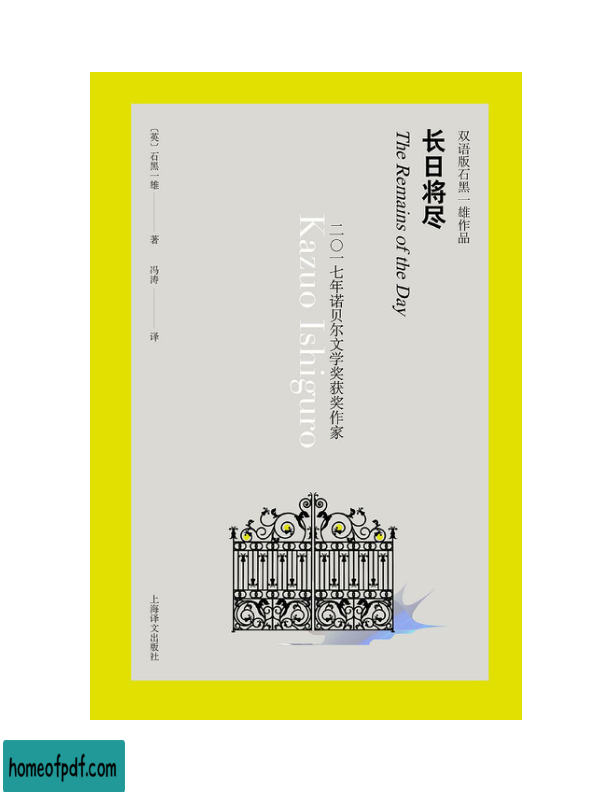 双语版石黑一雄作品
长日将尽
The Remains of the Day
二〇一七年诺贝尔文学奖获奖作家
Kazuo Ishiguro
〔英〕石黑一雄——著 冯涛——译
上海译文出版社
homeofpdf.com